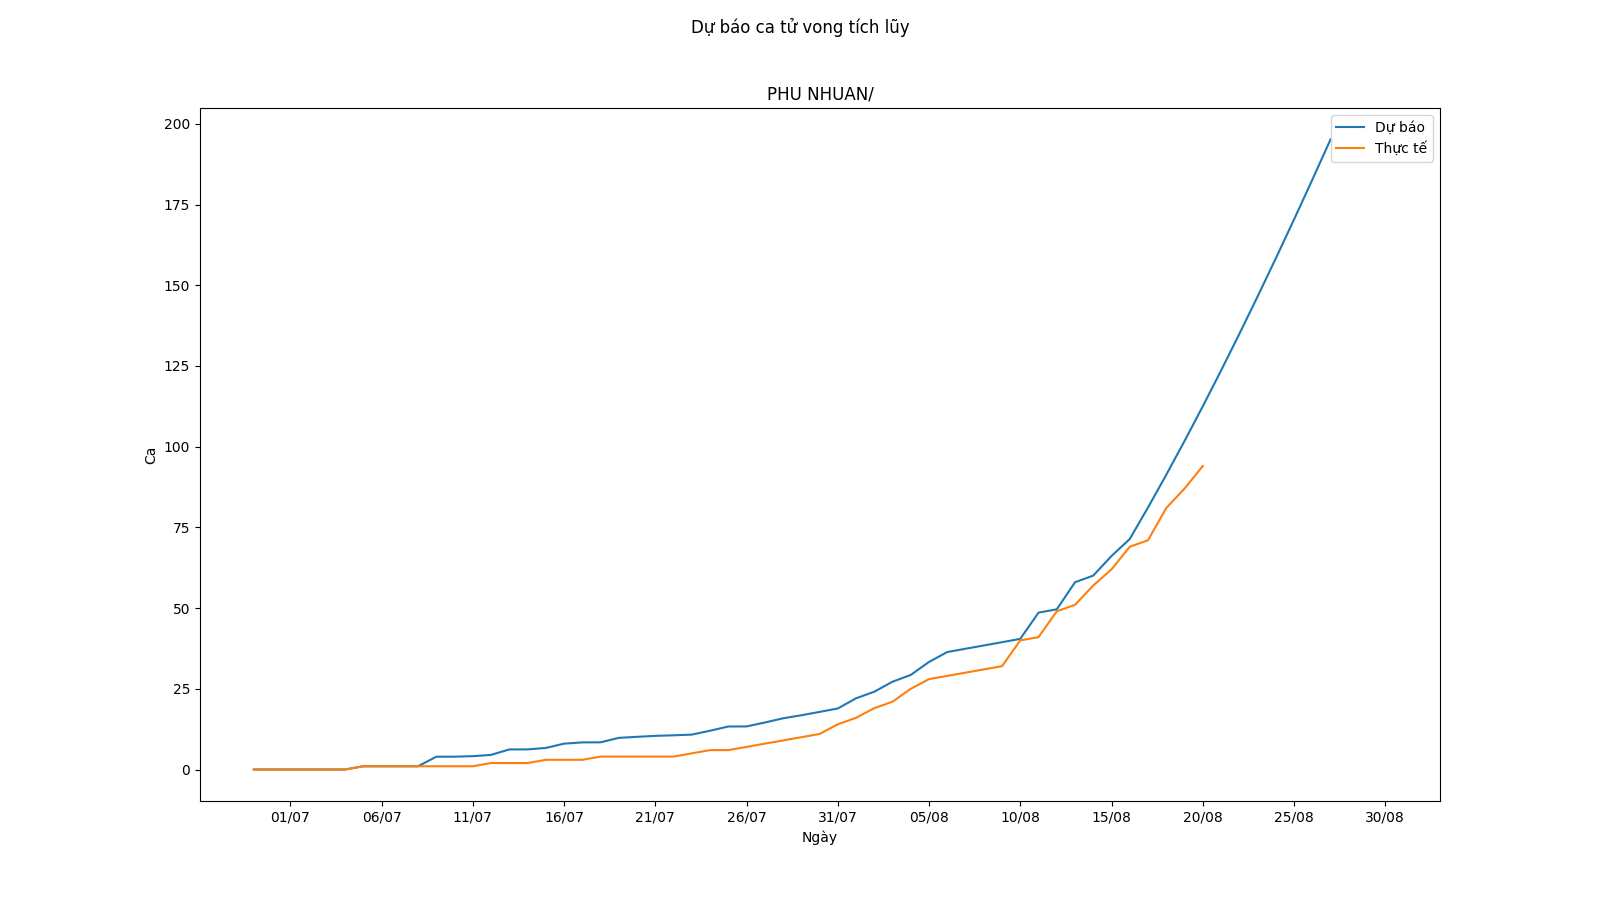 Dự báo ca tử vong tích lũy
PHU NHUAN/
Dự báo
Thực tế
200
175
150
125
100
75
50
25
0
Ca
01/07 06/07 11/07 16/07 21/07 26/07 31/07 05/08 10/08 15/08 20/08 25/08 30/08
Ngày